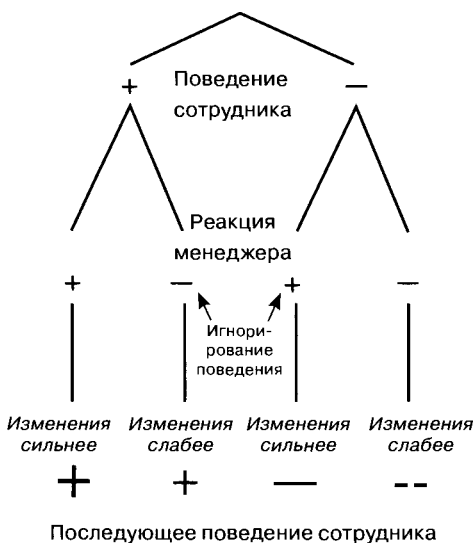 + Поведение —
сотрудника
Реакция
менеджера
+ — + —
Игнори-
рование
поведения
Изменения Изменения Изменения Изменения
сильнее слабее сильнее слабее
+ + — --
Последующее поведение сотрудника